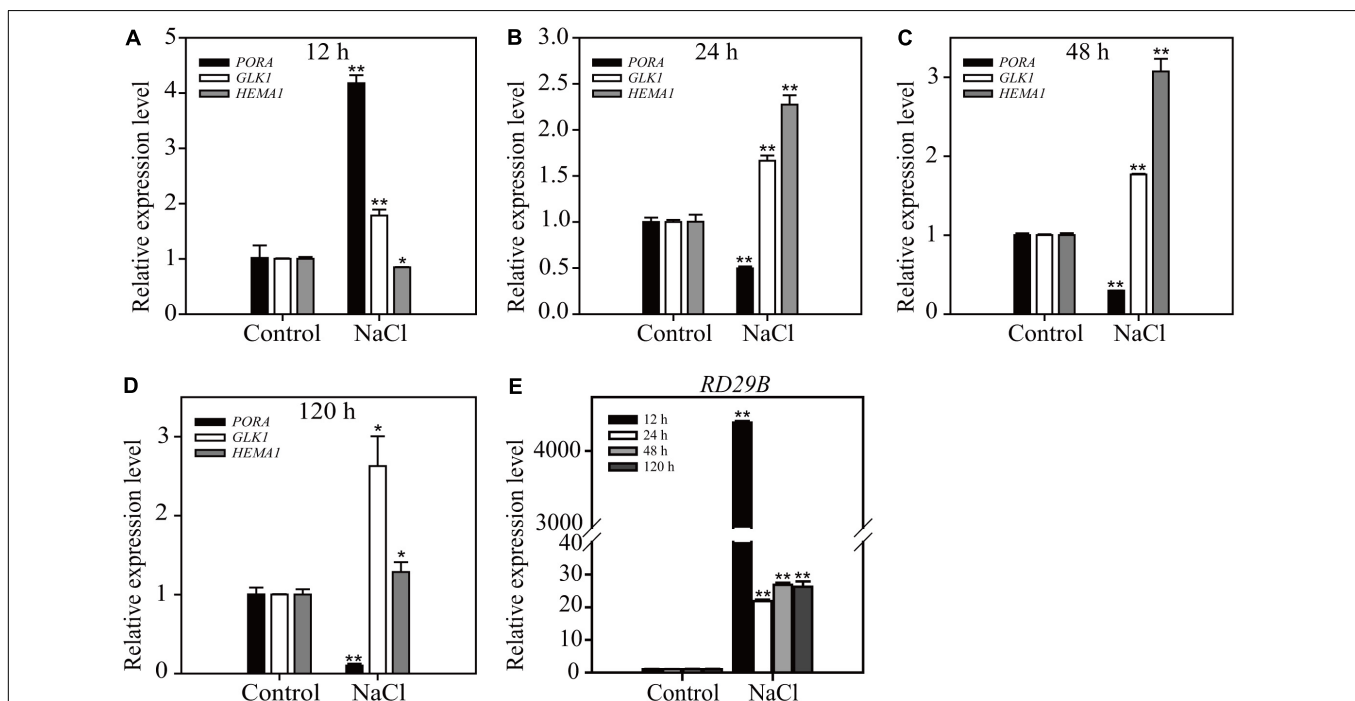 A
12 h
PORA
GLK1
HEMA1
Relative expression level
5
4
3
2
1
0
**
**
*
Control
NaCl
B
24 h
PORA
GLK1
HEMA1
Relative expression level
3.0
2.5
2.0
1.5
1.0
0.5
0.0
**
**
**
Control
NaCl
C
48 h
PORA
GLK1
HEMA1
Relative expression level
3
2
1
0
**
**
**
Control
NaCl
D
120 h
PORA
GLK1
HEMA1
Relative expression level
3
2
1
0
**
*
*
Control
NaCl
E
RD29B
12 h
24 h
48 h
120 h
Relative expression level
4000
3000
40
30
20
10
0
**
**
**
**
Control
NaCl